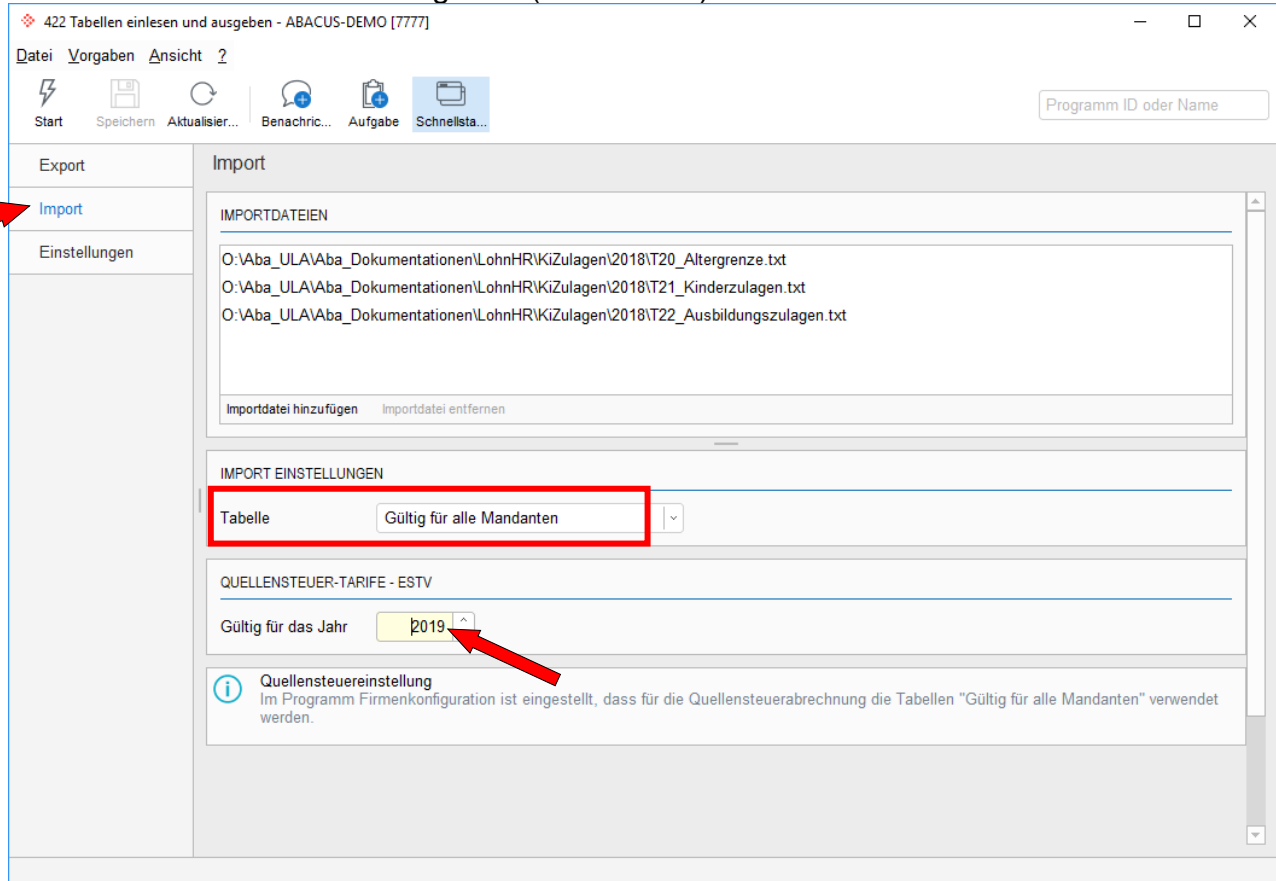 422 Tabellen einlesen und ausgeben - ABACUS-DEMO [7777]
Datei Vorgaben Ansicht ?
Start Speichern Aktualisier... Benachric... Aufgabe Schnellsta...
Programm ID oder Name
Export
Import
Einstellungen
Import
IMPORTDATEIEN
O:\Aba_ULA\Aba_Dokumentationen\LohnHR\KiZulagen\2018\T20_Altergrenze.txt
O:\Aba_ULA\Aba_Dokumentationen\LohnHR\KiZulagen\2018\T21_Kinderzulagen.txt
O:\Aba_ULA\Aba_Dokumentationen\LohnHR\KiZulagen\2018\T22_Ausbildungszulagen.txt
Importdatei hinzufügen Importdatei entfernen
IMPORT EINSTELLUNGEN
Tabelle Gültig für alle Mandanten
QUELLENSTEUER-TARIFE - ESTV
Gültig für das Jahr 2019
Quellensteuereinstellung
Im Programm Firmenkonfiguration ist eingestellt, dass für die Quellensteuerabrechnung die Tabellen "Gültig für alle Mandanten" verwendet
werden.